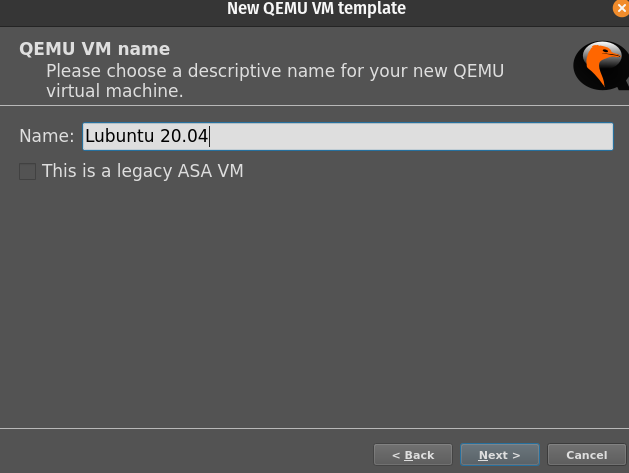 New QEMU VM template
QEMU VM name
Please choose a descriptive name for your new QEMU
virtual machine.
Name: Lubuntu 20.04
This is a legacy ASA VM
< Back Next > Cancel